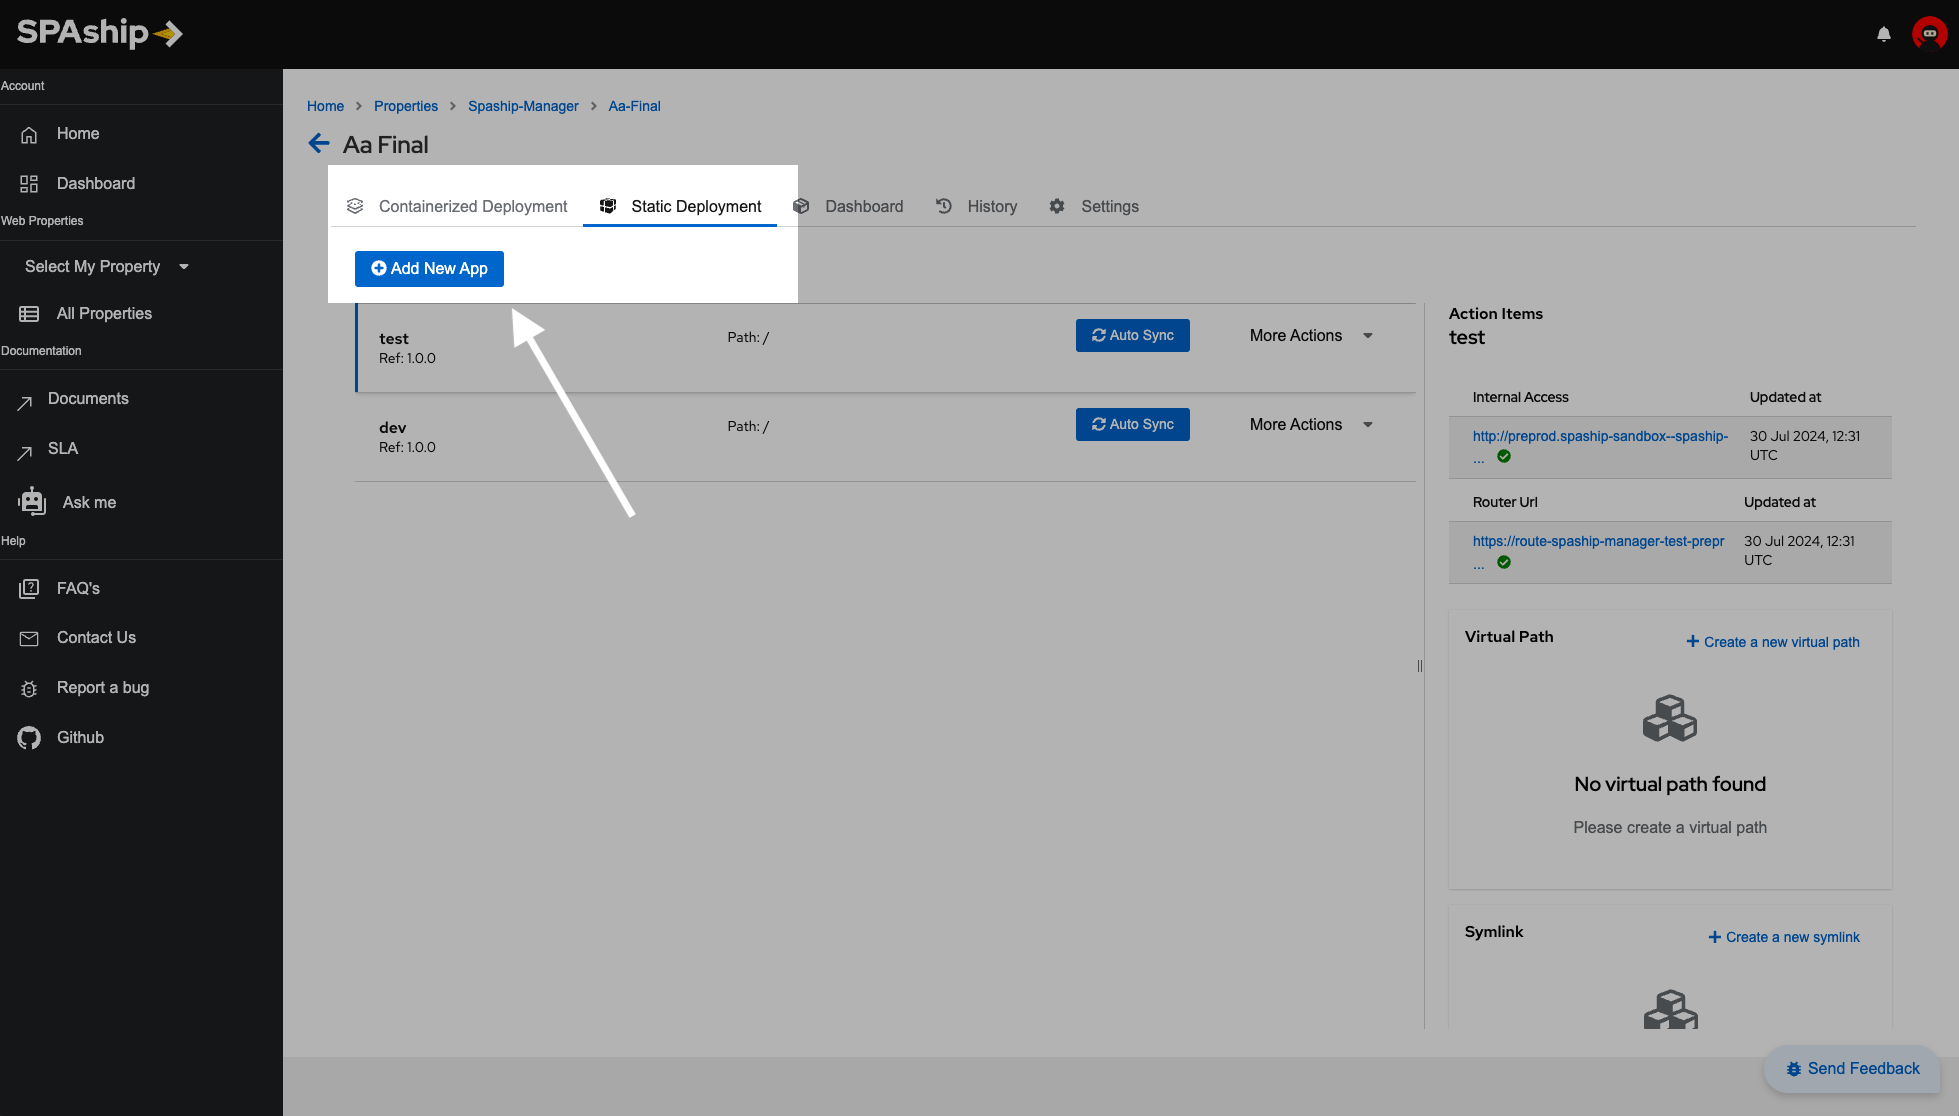 SPAship
Account
Home
Dashboard
Web Properties
Select My Property
All Properties
Documentation
Documents
SLA
Ask me
Help
FAQ's
Contact Us
Report a bug
Github
Home > Properties > Spaship-Manager > Aa-Final
Aa Final
Containerized Deployment Static Deployment Dashboard History Settings
Add New App
test Path: / Auto Sync More Actions
Ref: 1.0.0
dev Path: / Auto Sync More Actions
Ref: 1.0.0
Action Items
test
Internal Access Updated at
http://preprod.spaship-sandbox--spaship- 30 Jul 2024, 12:31
... UTC
Router Url Updated at
https://route-spaship-manager-test-prepr 30 Jul 2024, 12:31
... UTC
Virtual Path + Create a new virtual path
No virtual path found
Please create a virtual path
Symlink + Create a new symlink
Send Feedback